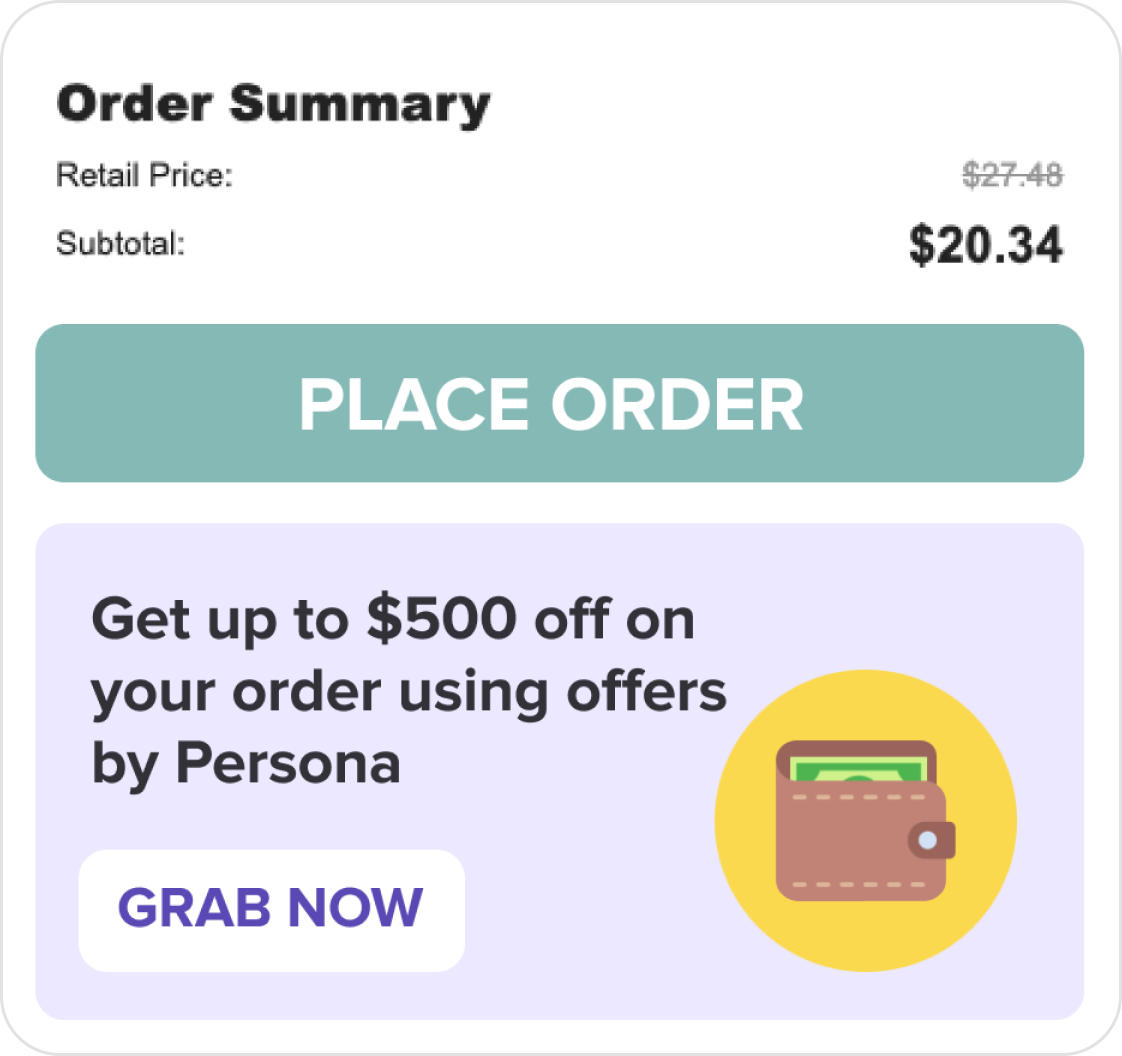 Order Summary
Retail Price: $27.48
Subtotal: $20.34
PLACE ORDER
Get up to $500 off on
your order using offers
by Persona
GRAB NOW